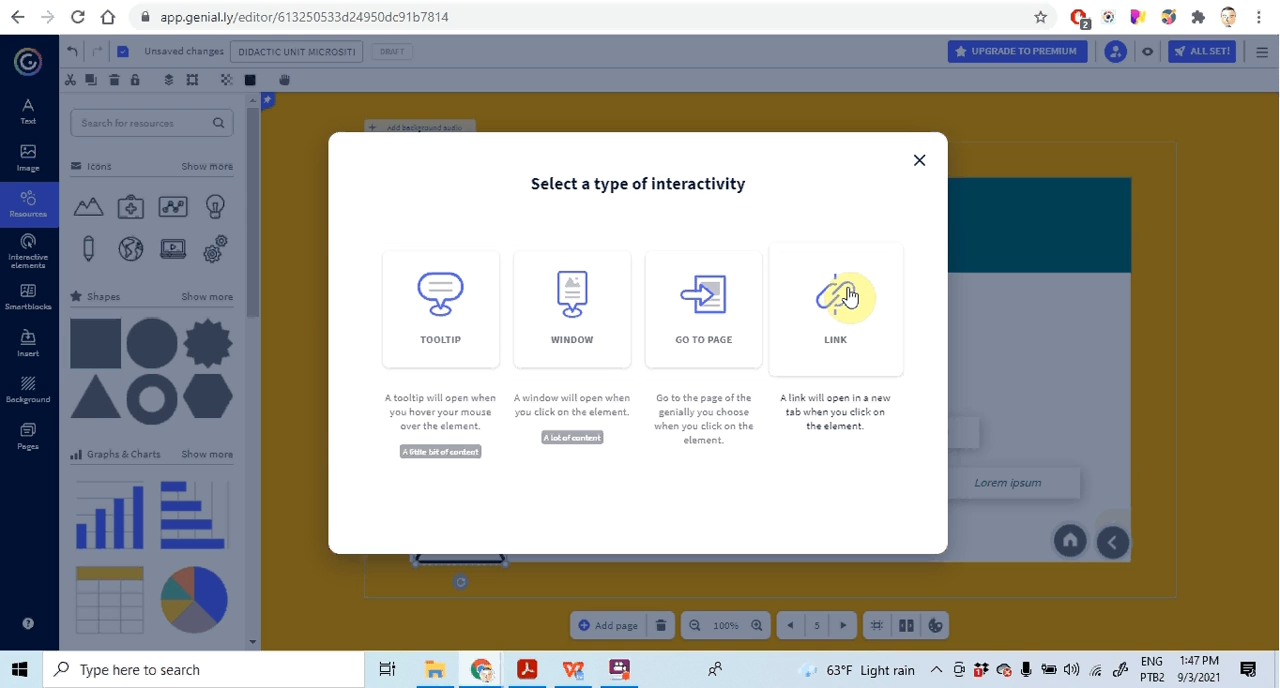 app.genial.ly/editor/613250533d24950dc91b7814
2
Unsaved changes
DIDACTIC UNIT MICROSITI
DRAFT
UPGRADE TO PREMIUM
ALL SET!
Text
Image
Resources
Interactive
elements
Smartblocks
Insert
Background
Pages
Search for resources
Icons
Show more
Shapes
Show more
Graphs & Charts
Show more
Add background audio
Select a type of interactivity
TOOLTIP
WINDOW
GO TO PAGE
LINK
A tooltip will open when
you hover your mouse
over the element.
A little bit of content
A window will open when
you click on the element.
A lot of content
Go to the page of the
genially you choose
when you click on the
element.
A link will open in a new
tab when you click on
the element.
Lorem ipsum
Add page
100%
5
Type here to search
63°F Light rain
ENG
PTB2
1:47 PM
9/3/2021